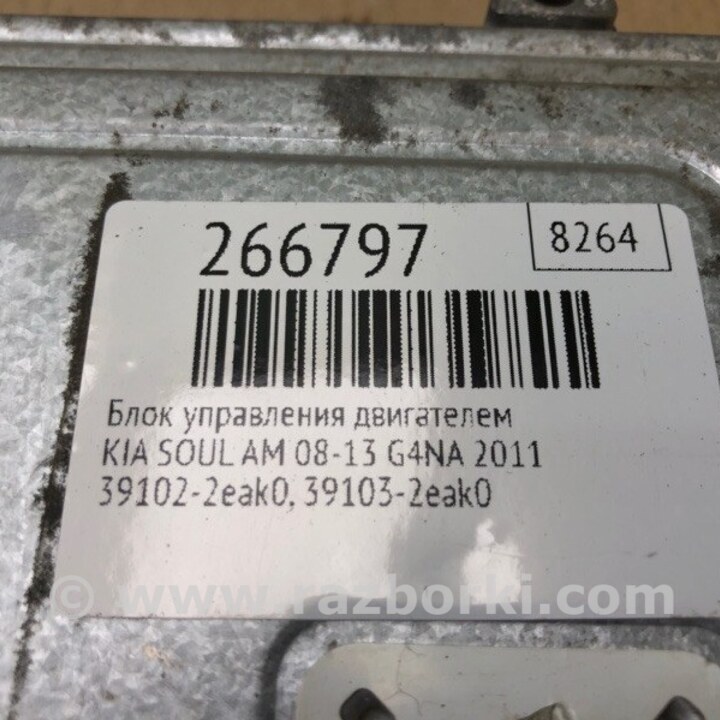 266797
8264
Блок управления двигателем
KIA SOUL AM 08-13 G4NA 2011
39102-2eak0, 39103-2eak0
© www.razborki.com